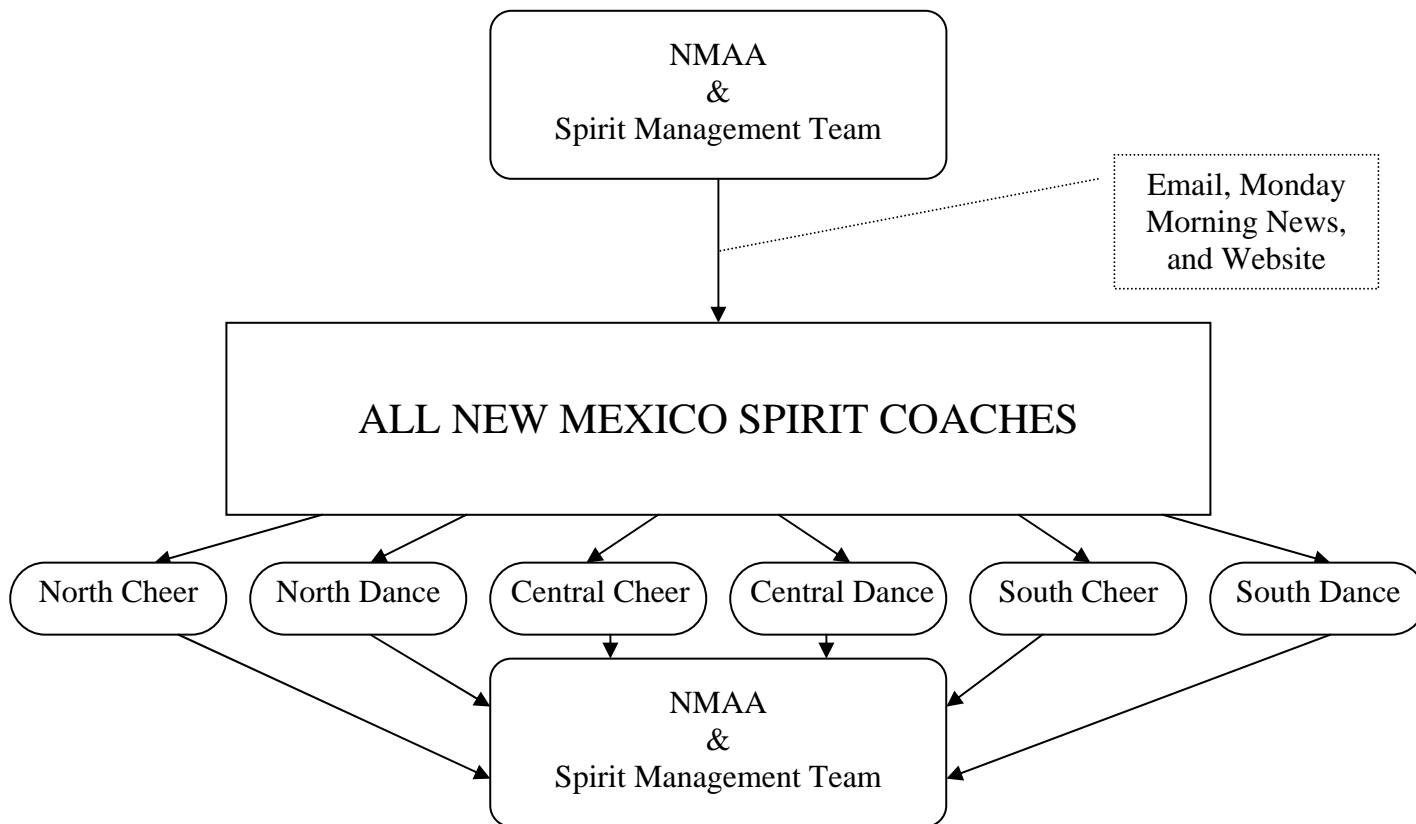 NMAA
&
Spirit Management Team
Email, Monday
Morning News,
and Website
ALL NEW MEXICO SPIRIT COACHES
North Cheer
North Dance
Central Cheer
Central Dance
South Cheer
South Dance
NMAA
&
Spirit Management Team